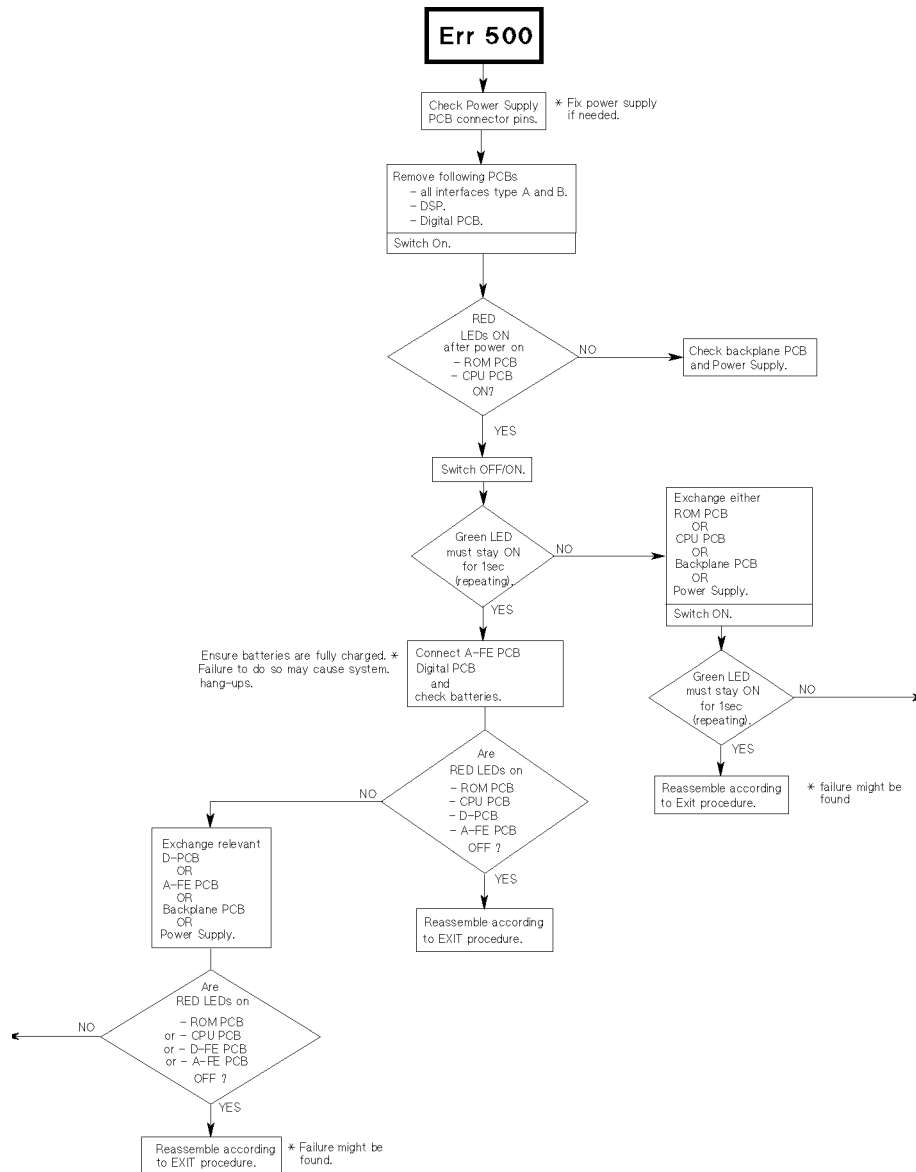 Err 500
Check Power Supply
PCB connector pins.
* Fix power supply
if needed.
Remove following PCBs
- all interfaces type A and B.
- DSP.
- Digital PCB.
Switch On.
RED
LEDs ON
after power on
- ROM PCB
- CPU PCB
ON?
NO
Check backplane PCB
and Power Supply.
YES
Switch OFF/ON.
Green LED
must stay ON
for 1sec
(repeating).
NO
Exchange either
ROM PCB
OR
CPU PCB
OR
Backplane PCB
OR
Power Supply.
Switch ON.
YES
Ensure batteries are fully charged. *
Failure to do so may cause system.
hang-ups.
Connect A-FE PCB
Digital PCB
and
check batteries.
Green LED
must stay ON
for 1sec
(repeating).
NO
YES
Reassemble according
to Exit procedure.
* failure might be
found
Are
RED LEDs on
- ROM PCB
- CPU PCB
- D-PCB
- A-FE PCB
OFF ?
NO
YES
Reassemble according
to EXIT procedure.
Exchange relevant
D-PCB
OR
A-FE PCB
OR
Backplane PCB
OR
Power Supply.
Are
RED LEDs on
- ROM PCB
or - CPU PCB
or - D-FE PCB
or - A-FE PCB
OFF ?
NO
YES
Reassemble according
to EXIT procedure.
* Failure might be
found.